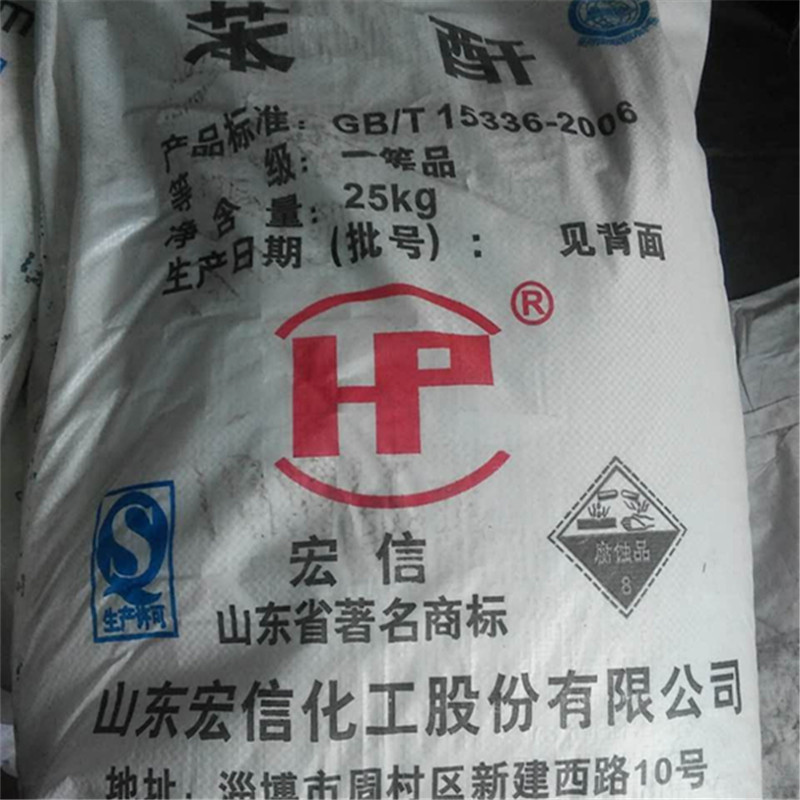 苯 酐
产品标准: GB/T 15336-2006
等 级: 一等品
净 含 量: 25kg
生产日期 (批号) : 见背面
®
HP
宏 信
山东省著名商标
生产许可
腐蚀品
8
山东宏信化工股份有限公司
地址: 淄博市周村区新建西路10号